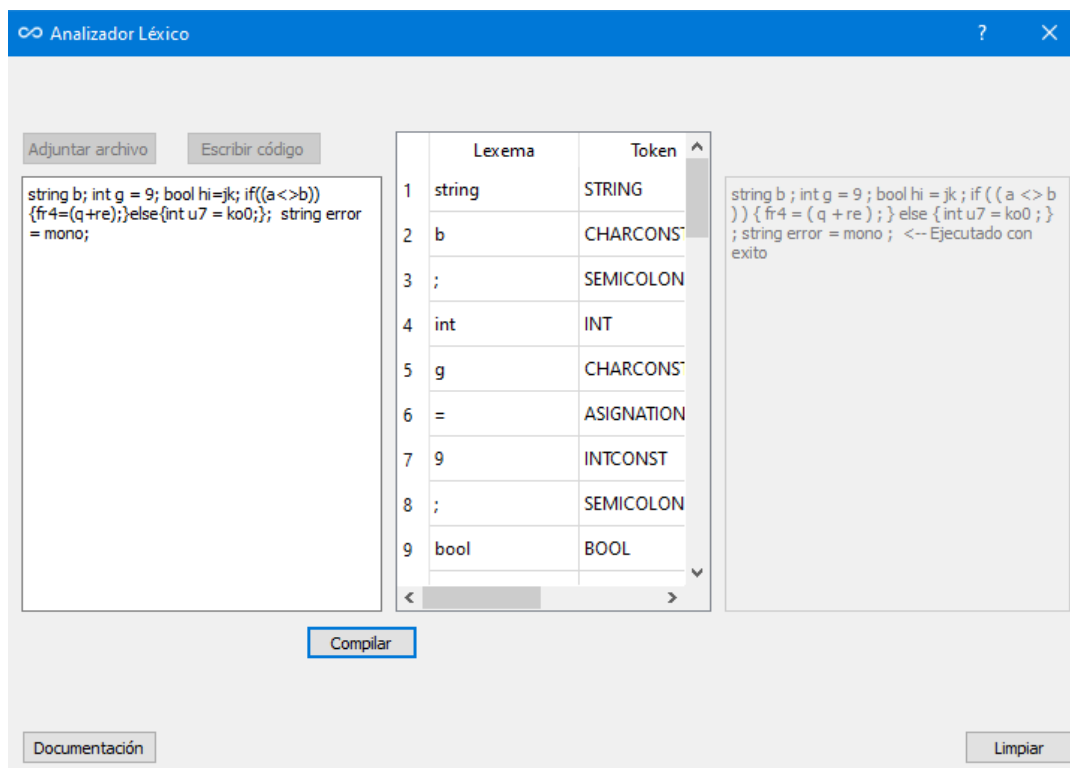 Analizador Léxico
?
Adjuntar archivo
Escribir código
string b; int g = 9; bool hi=jk; if((a<>b))
{fr4=(q+re);}else{int u7 = ko0;};  string error
= mono;
Lexema Token
1 string STRING
2 b CHARCONST
3 ; SEMICOLON
4 int INT
5 g CHARCONST
6 = ASIGNATION
7 9 INTCONST
8 ; SEMICOLON
9 bool BOOL
string b ; int g = 9 ; bool hi = jk ; if ( ( a <> b
) ) { fr4 = ( q + re ) ; } else { int u7 = ko0 ; }
; string error = mono ;  <-- Ejecutado con
exito
Compilar
Documentación
Limpiar